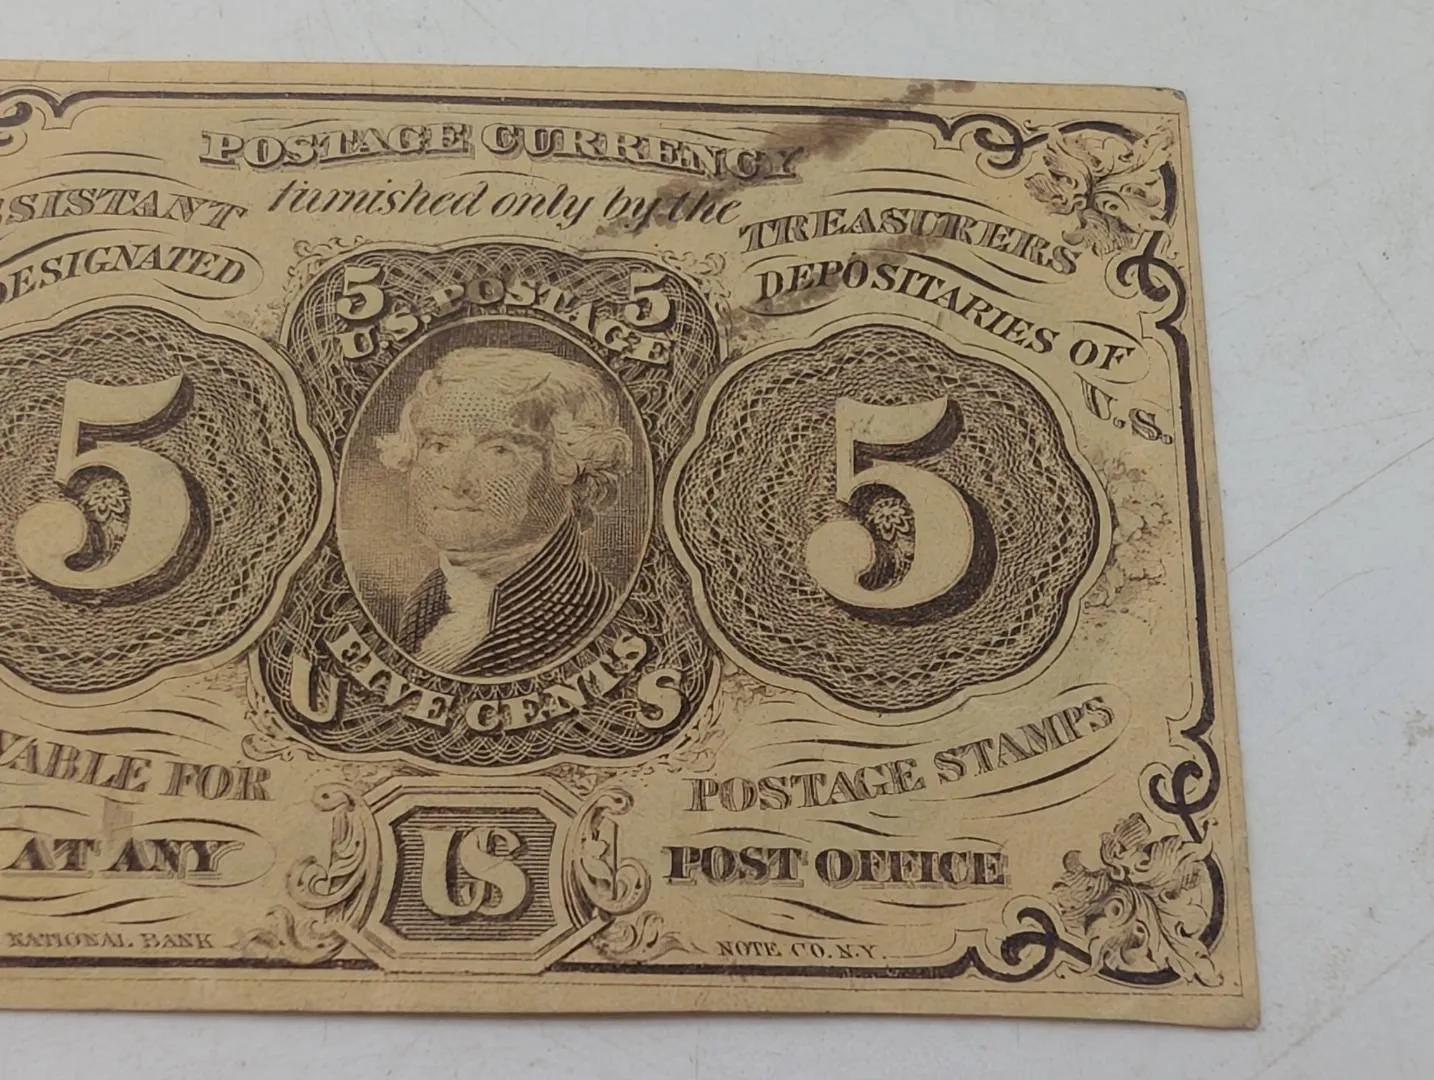 POSTAGE CURRENCY
furnished only by the
SSISTANT TREASURERS
DESIGNATED DEPOSITARIES OF
U.S.
5 5
U.S. POSTAGE
5 5
FIVE CENTS
U S
VABLE FOR POSTAGE STAMPS
AT ANY US POST OFFICE
NATIONAL BANK NOTE CO. N.Y.